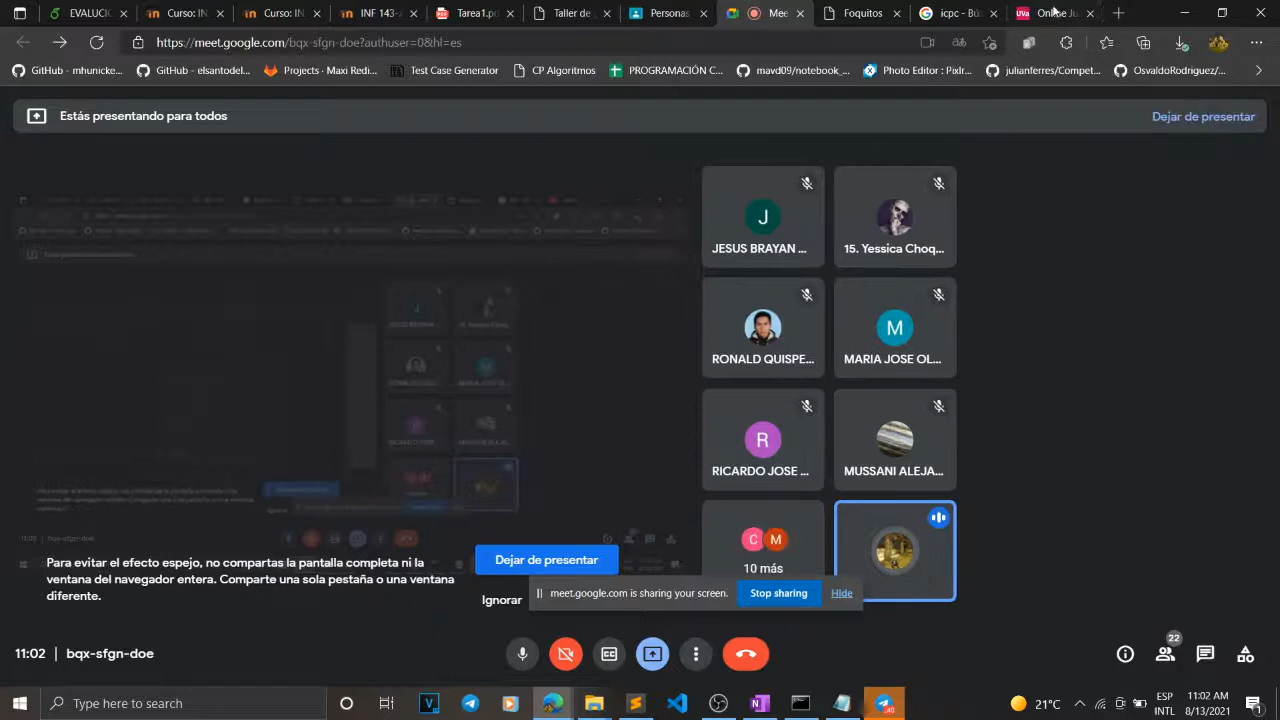 EVALUCIO
Curso: IN
Curso: IN
INF 143-A
Tarea1.pd
Taller de
Personas
Mee
Foquitos
icpc - Bús
Online Ju
https://meet.google.com/bqx-sfgn-doe?authuser=0&hl=es
GitHub - mhunicke...
GitHub - elsantodel...
Projects · Maxi Redi...
Test Case Generator
CP Algoritmos
PROGRAMACIÓN C...
mavd09/notebook_...
Photo Editor : Pixlr...
julianferres/Compet...
OsvaldoRodriguez/...
Estás presentando para todos
Dejar de presentar
JESUS BRAYAN ...
15. Yessica Choq...
RONALD QUISPE...
MARIA JOSE OL...
RICARDO JOSE ...
MUSSANI ALEJA...
10 más
Para evitar el efecto espejo, no compartas la pantalla completa ni la
ventana del navegador entera. Comparte una sola pestaña o una ventana
diferente.
Dejar de presentar
Ignorar
meet.google.com is sharing your screen.
Stop sharing
Hide
11:02 | bqx-sfgn-doe
22
Type here to search
21°C
ESP
INTL
11:02 AM
8/13/2021